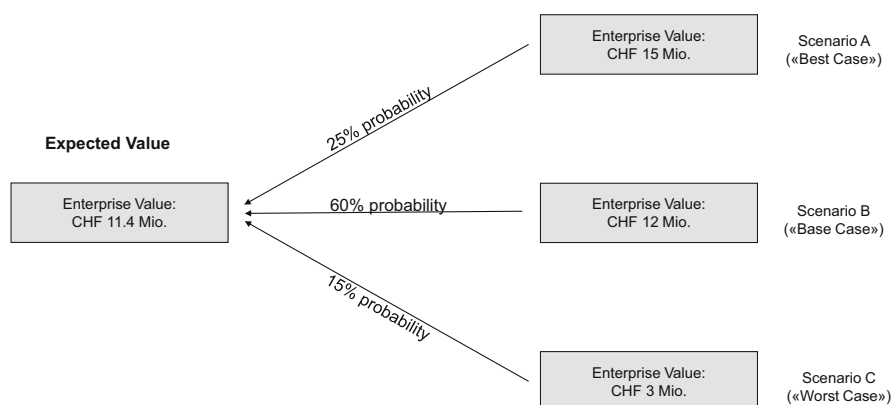 Enterprise Value:
CHF 15 Mio.
Scenario A
(«Best Case»)
25% probability
Expected Value
Enterprise Value:
CHF 11.4 Mio.
60% probability
Enterprise Value:
CHF 12 Mio.
Scenario B
(«Base Case»)
15% probability
Enterprise Value:
CHF 3 Mio.
Scenario C
(«Worst Case»)